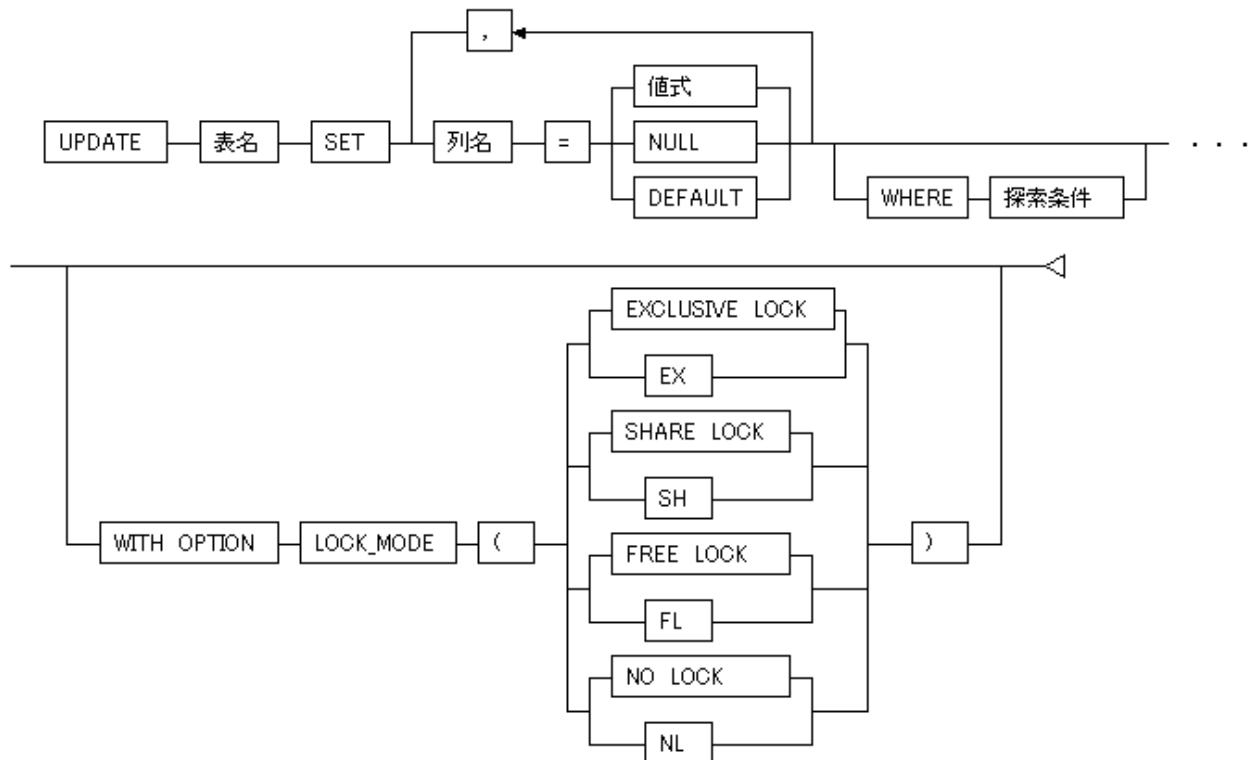 ,
値式
UPDATE 表名 SET 列名 = NULL ...
DEFAULT WHERE 探索条件
EXCLUSIVE LOCK
EX
SHARE LOCK
SH
WITH OPTION LOCK_MODE ( FREE LOCK )
FL
NO LOCK
NL